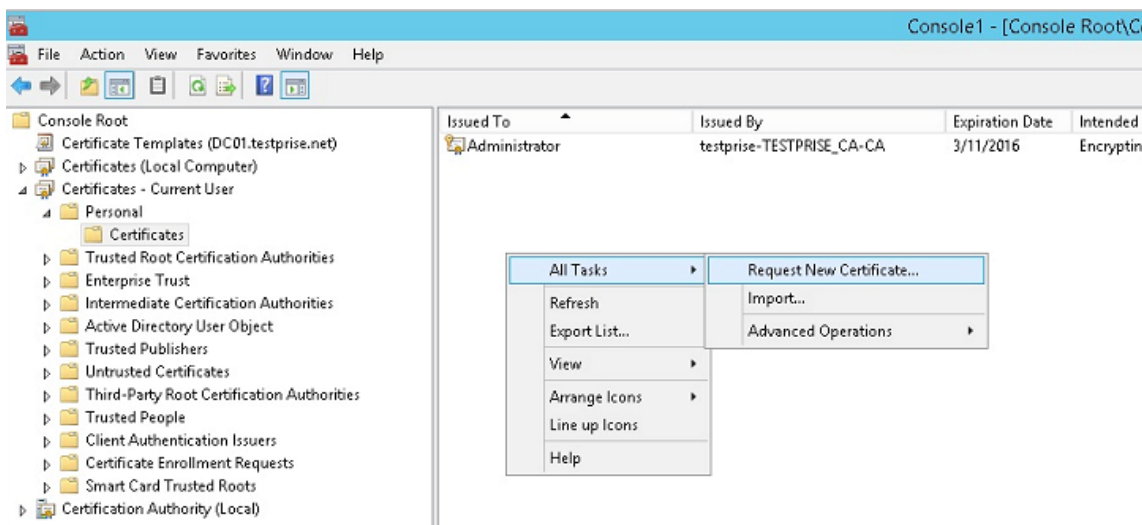 Console1 - [Console Root\C
File Action View Favorites Window Help
Console Root
Certificate Templates (DC01.testprise.net)
Certificates (Local Computer)
Certificates - Current User
Personal
Certificates
Trusted Root Certification Authorities
Enterprise Trust
Intermediate Certification Authorities
Active Directory User Object
Trusted Publishers
Untrusted Certificates
Third-Party Root Certification Authorities
Trusted People
Client Authentication Issuers
Certificate Enrollment Requests
Smart Card Trusted Roots
Certification Authority (Local)
Issued To Issued By Expiration Date Intended
Administrator testprise-TESTPRISE_CA-CA 3/11/2016 Encryptin
All Tasks
Refresh
Export List...
View
Arrange Icons
Line up Icons
Help
Request New Certificate...
Import...
Advanced Operations